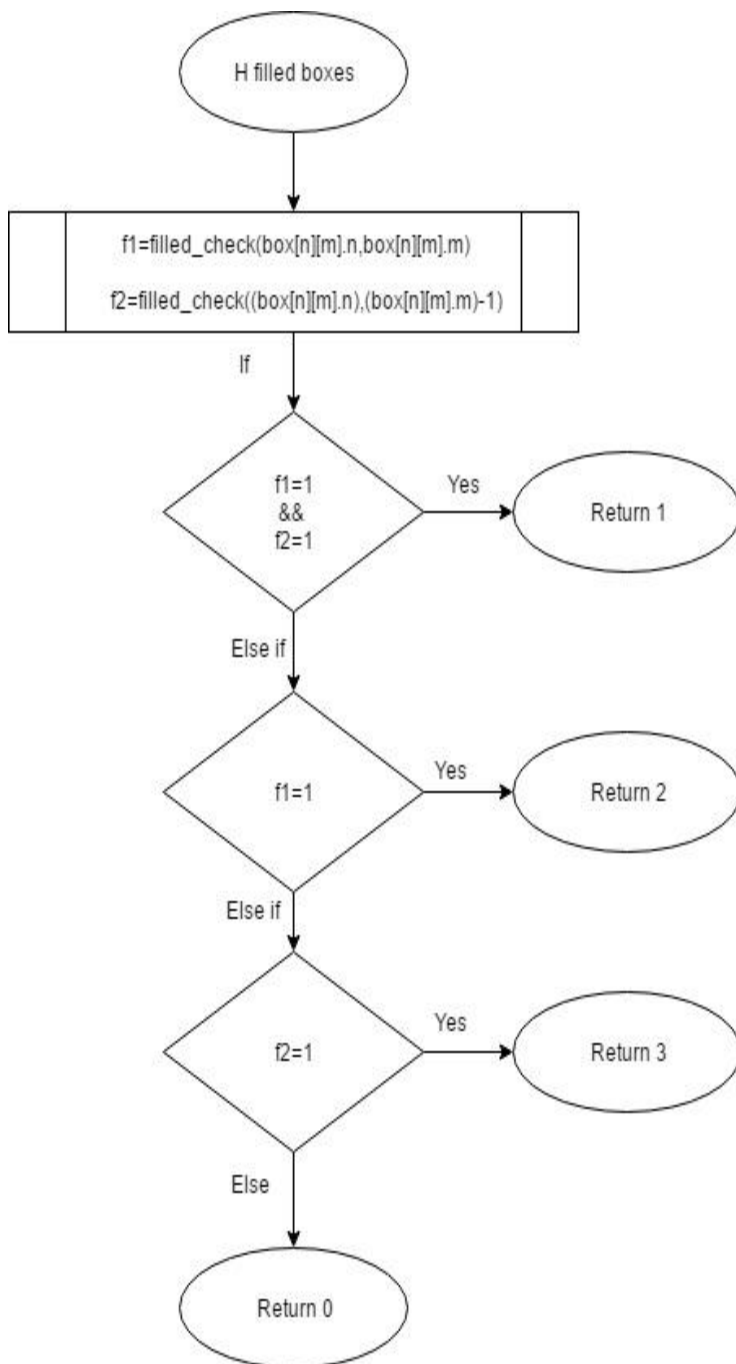 H filled boxes
f1=filled_check(box[n][m].n,box[n][m].m)
f2=filled_check((box[n][m].n),(box[n][m].m)-1)
If
f1=1
&&
f2=1
Yes
Return 1
Else if
f1=1
Yes
Return 2
Else if
f2=1
Yes
Return 3
Else
Return 0